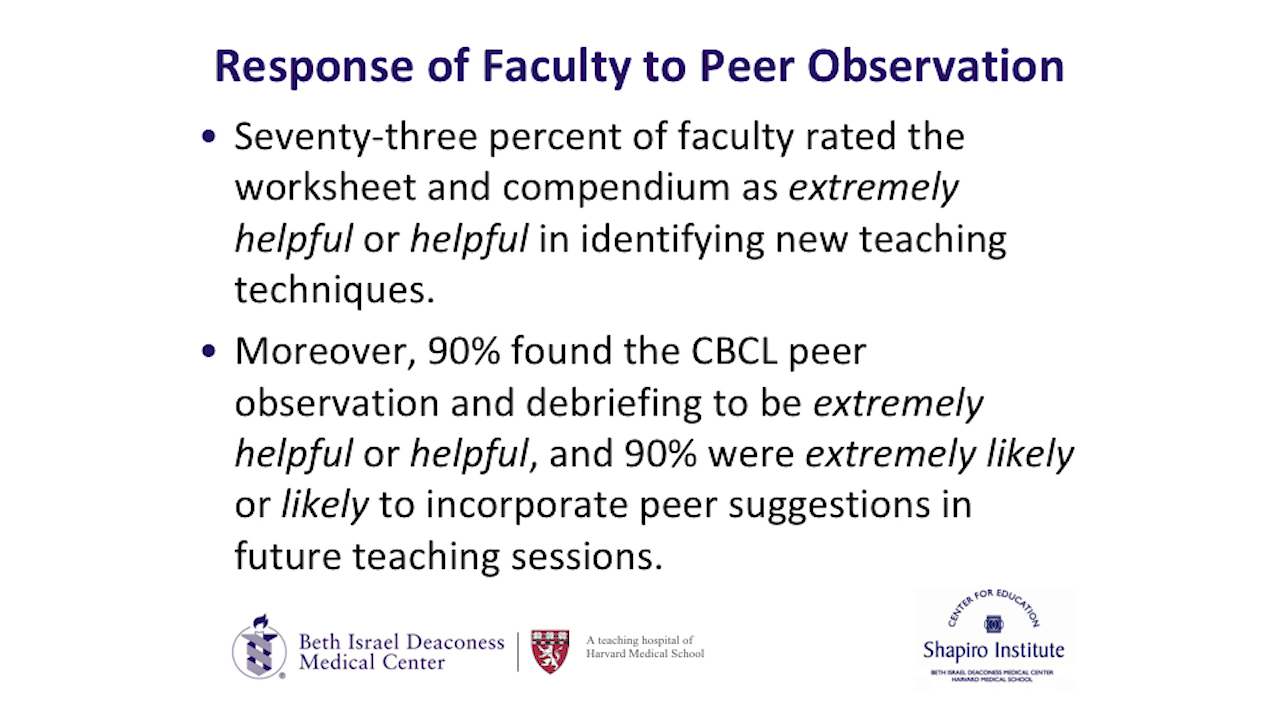 Response of Faculty to Peer Observation
• Seventy-three percent of faculty rated the
worksheet and compendium as extremely
helpful or helpful in identifying new teaching
techniques.
• Moreover, 90% found the CBCL peer
observation and debriefing to be extremely
helpful or helpful, and 90% were extremely likely
or likely to incorporate peer suggestions in
future teaching sessions.
Beth Israel Deaconess
Medical Center
®
A teaching hospital of
Harvard Medical School
CENTER FOR EDUCATION
Shapiro Institute
BETH ISRAEL DEACONESS MEDICAL CENTER
HARVARD MEDICAL SCHOOL